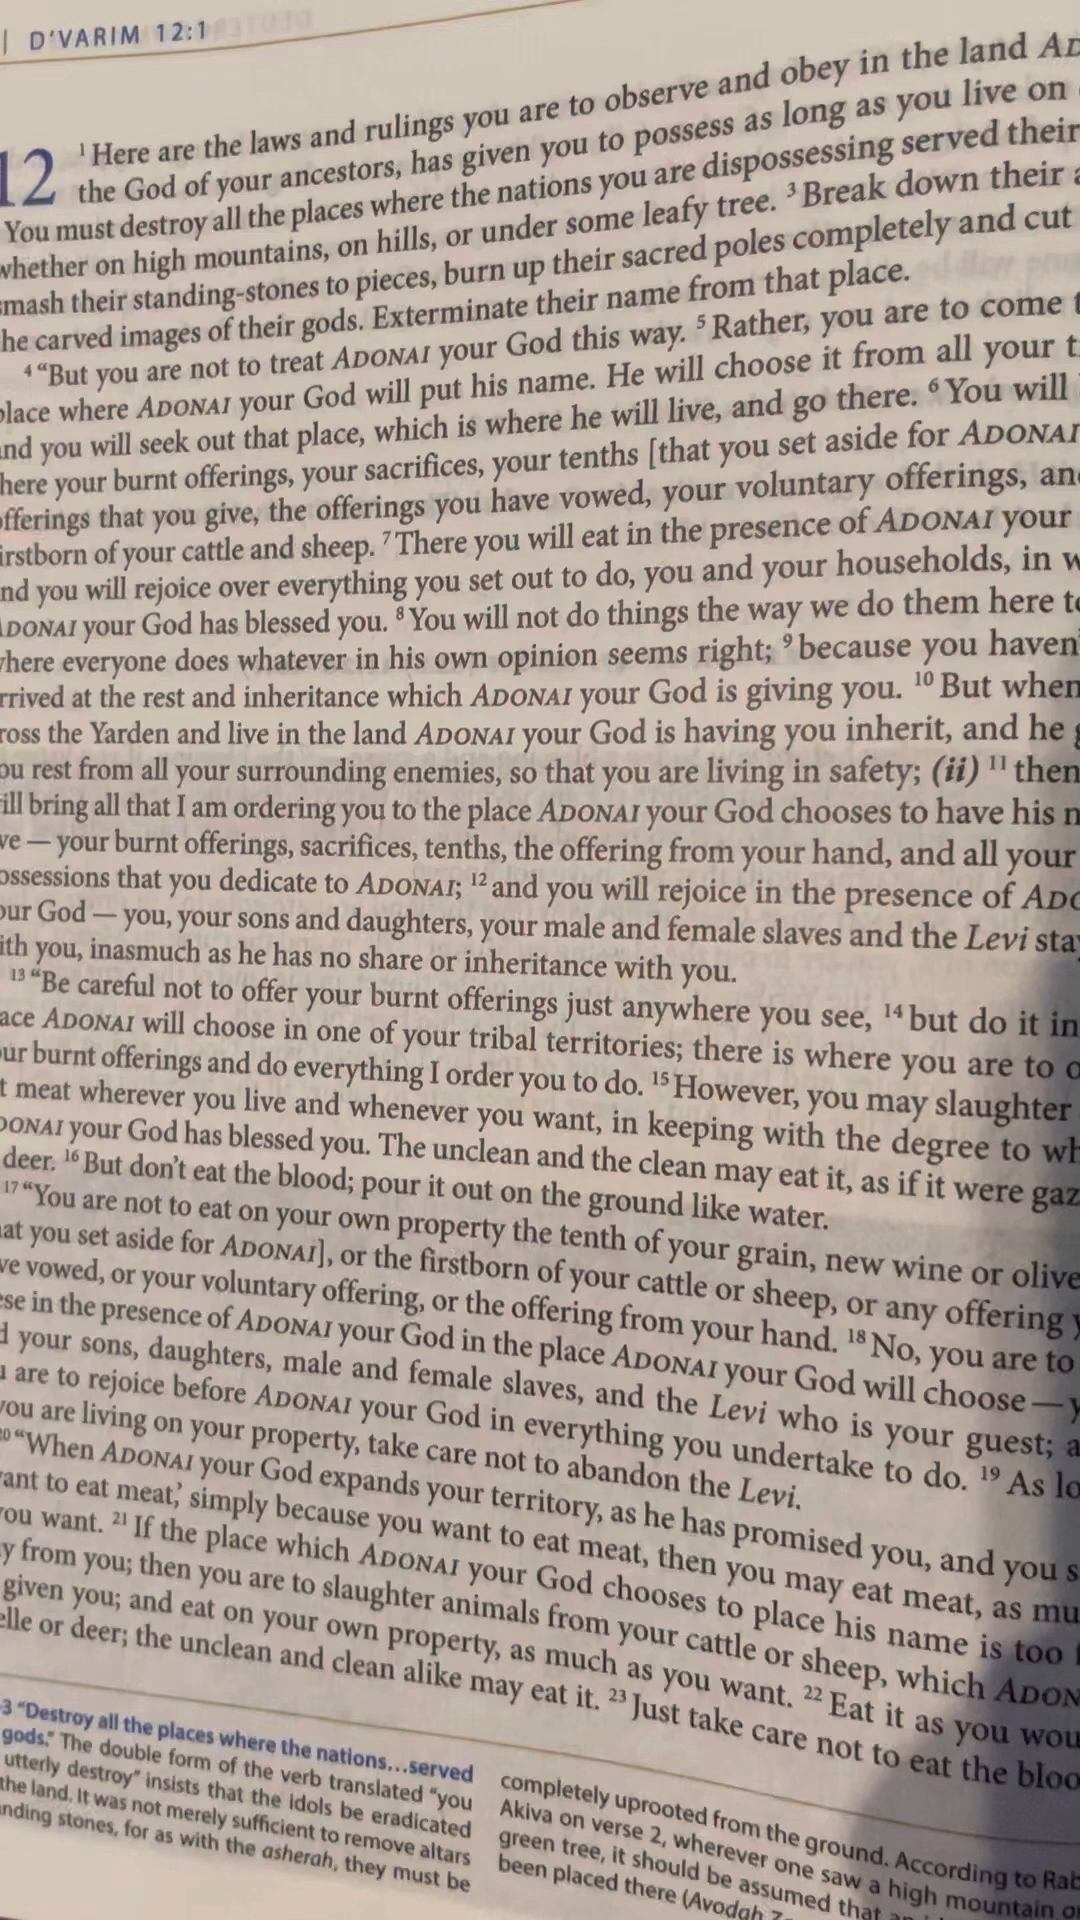 D'VARIM 12:1
12 ¹Here are the laws and rulings you are to observe and obey in the land
the God of your ancestors, has given you to possess as long as you live on
You must destroy all the places where the nations you are dispossessing served their
whether on high mountains, on hills, or under some leafy tree. ³Break down their
smash their standing-stones to pieces, burn up their sacred poles completely and cut
he carved images of their gods. Exterminate their name from that place.
⁴“But you are not to treat ADONAI your God this way. ⁵Rather, you are to come
place where ADONAI your God will put his name. He will choose it from all your
and you will seek out that place, which is where he will live, and go there. ⁶You will
here your burnt offerings, your sacrifices, your tenths [that you set aside for ADONAI
offerings that you give, the offerings you have vowed, your voluntary offerings, an
irstborn of your cattle and sheep. ⁷There you will eat in the presence of ADONAI your
nd you will rejoice over everything you set out to do, you and your households, in
ADONAI your God has blessed you. ⁸You will not do things the way we do them here
where everyone does whatever in his own opinion seems right; ⁹because you haven
rrived at the rest and inheritance which ADONAI your God is giving you. ¹⁰But when
ross the Yarden and live in the land ADONAI your God is having you inherit, and he
ou rest from all your surrounding enemies, so that you are living in safety; (ii) ¹¹then
ill bring all that I am ordering you to the place ADONAI your God chooses to have his
ve — your burnt offerings, sacrifices, tenths, the offering from your hand, and all your
ossessions that you dedicate to ADONAI; ¹²and you will rejoice in the presence of ADO
our God — you, your sons and daughters, your male and female slaves and the Levi stay
ith you, inasmuch as he has no share or inheritance with you.
¹³“Be careful not to offer your burnt offerings just anywhere you see, ¹⁴but do it in
ace ADONAI will choose in one of your tribal territories; there is where you are to
ur burnt offerings and do everything I order you to do. ¹⁵However, you may slaughter
t meat wherever you live and whenever you want, in keeping with the degree to wh
DONAI your God has blessed you. The unclean and the clean may eat it, as if it were gaz
deer. ¹⁶But don’t eat the blood; pour it out on the ground like water.
¹⁷“You are not to eat on your own property the tenth of your grain, new wine or olive
at you set aside for ADONAI], or the firstborn of your cattle or sheep, or any offering
ve vowed, or your voluntary offering, or the offering from your hand. ¹⁸No, you are to
ese in the presence of ADONAI your God in the place ADONAI your God will choose —
d your sons, daughters, male and female slaves, and the Levi who is your guest;
u are to rejoice before ADONAI your God in everything you undertake to do. ¹⁹As lo
you are living on your property, take care not to abandon the Levi.
²⁰“When ADONAI your God expands your territory, as he has promised you, and you
ant to eat meat,’ simply because you want to eat meat, then you may eat meat, as mu
you want. ²¹If the place which ADONAI your God chooses to place his name is too
y from you; then you are to slaughter animals from your cattle or sheep, which ADON
given you; and eat on your own property, as much as you want. ²²Eat it as you wou
elle or deer; the unclean and clean alike may eat it. ²³Just take care not to eat the bloo
3 “Destroy all the places where the nations...served
gods.” The double form of the verb translated “you
utterly destroy” insists that the idols be eradicated
the land. It was not merely sufficient to remove altars
nding stones, for as with the asherah, they must be
completely uprooted from the ground. According to Rab
Akiva on verse 2, wherever one saw a high mountain or
green tree, it should be assumed that
been placed there (Avodah